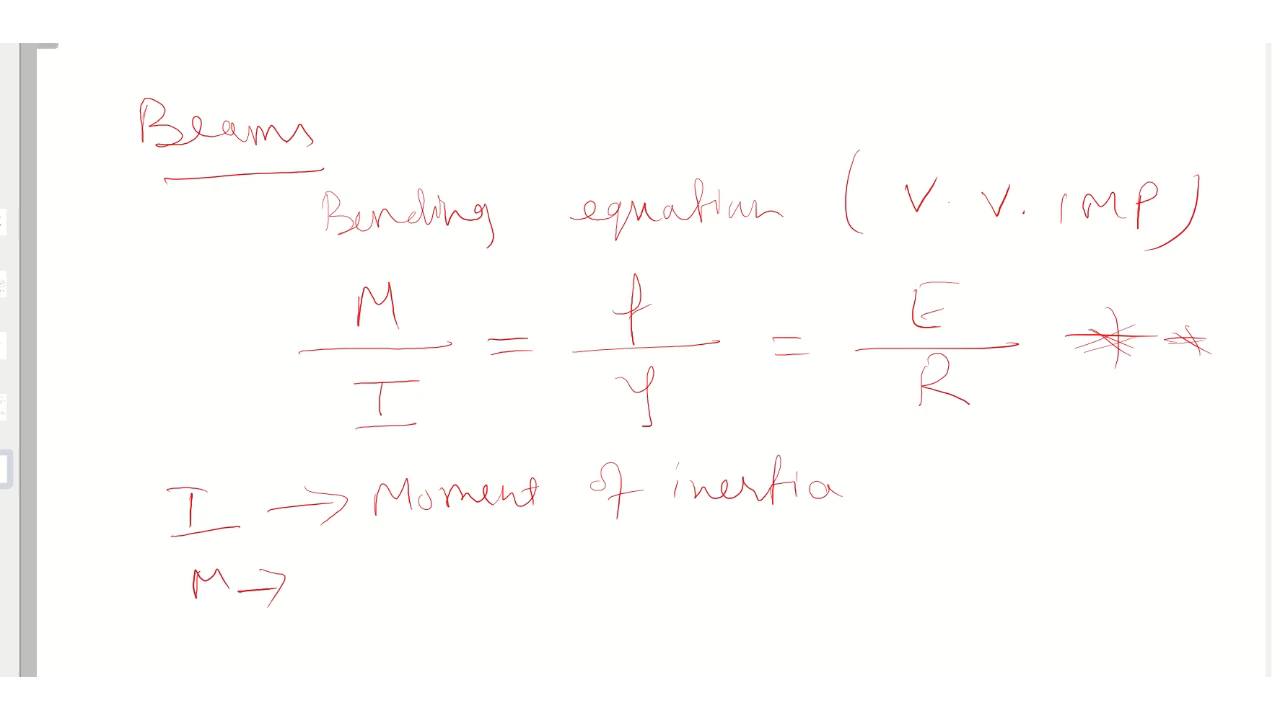 Beams
Bending equation (V. V. IMP)
M/I = f/y = E/R **
I → Moment of inertia
M →